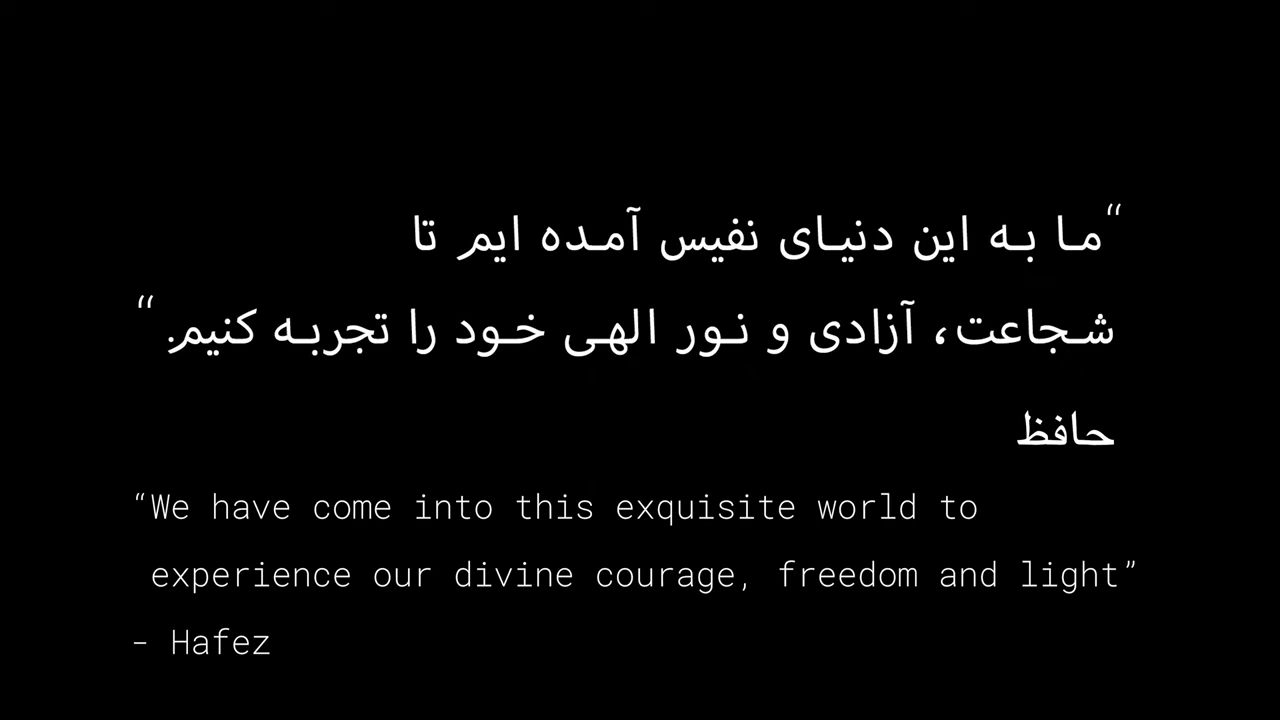 “ما به این دنیای نفیس آمده ایم تا
شجاعت، آزادی و نور الهی خود را تجربه کنیم.“
حافظ
“We have come into this exquisite world to
experience our divine courage, freedom and light”
- Hafez